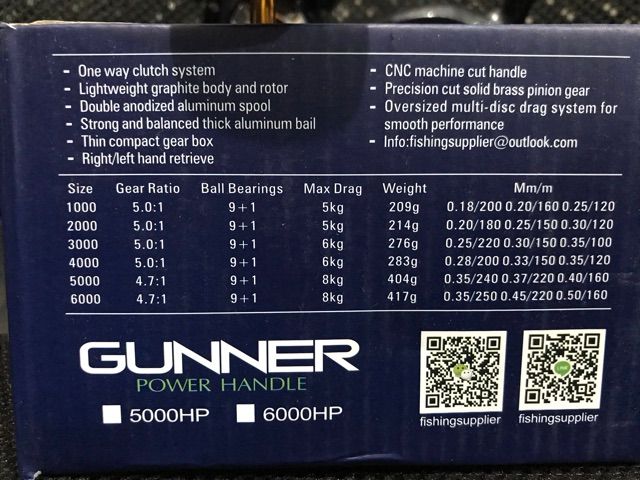 - One way clutch system
- Lightweight graphite body and rotor
- Double anodized aluminum spool
- Strong and balanced thick aluminum bail
- Thin compact gear box
- Right/left hand retrieve
- CNC machine cut handle
- Precision cut solid brass pinion gear
- Oversized multi-disc drag system for
smooth performance
- Info:fishingsupplier@outlook.com
Size Gear Ratio Ball Bearings Max Drag Weight Mm/m
1000 5.0:1 9+1 5kg 209g 0.18/200 0.20/160 0.25/120
2000 5.0:1 9+1 5kg 214g 0.20/180 0.25/150 0.30/120
3000 5.0:1 9+1 6kg 276g 0.25/220 0.30/150 0.35/100
4000 5.0:1 9+1 6kg 283g 0.28/200 0.33/150 0.35/120
5000 4.7:1 9+1 8kg 404g 0.35/240 0.37/220 0.40/160
6000 4.7:1 9+1 8kg 417g 0.35/250 0.45/220 0.50/160
GUNNER
POWER HANDLE
5000HP 6000HP
fishingsupplier fishingsupplier